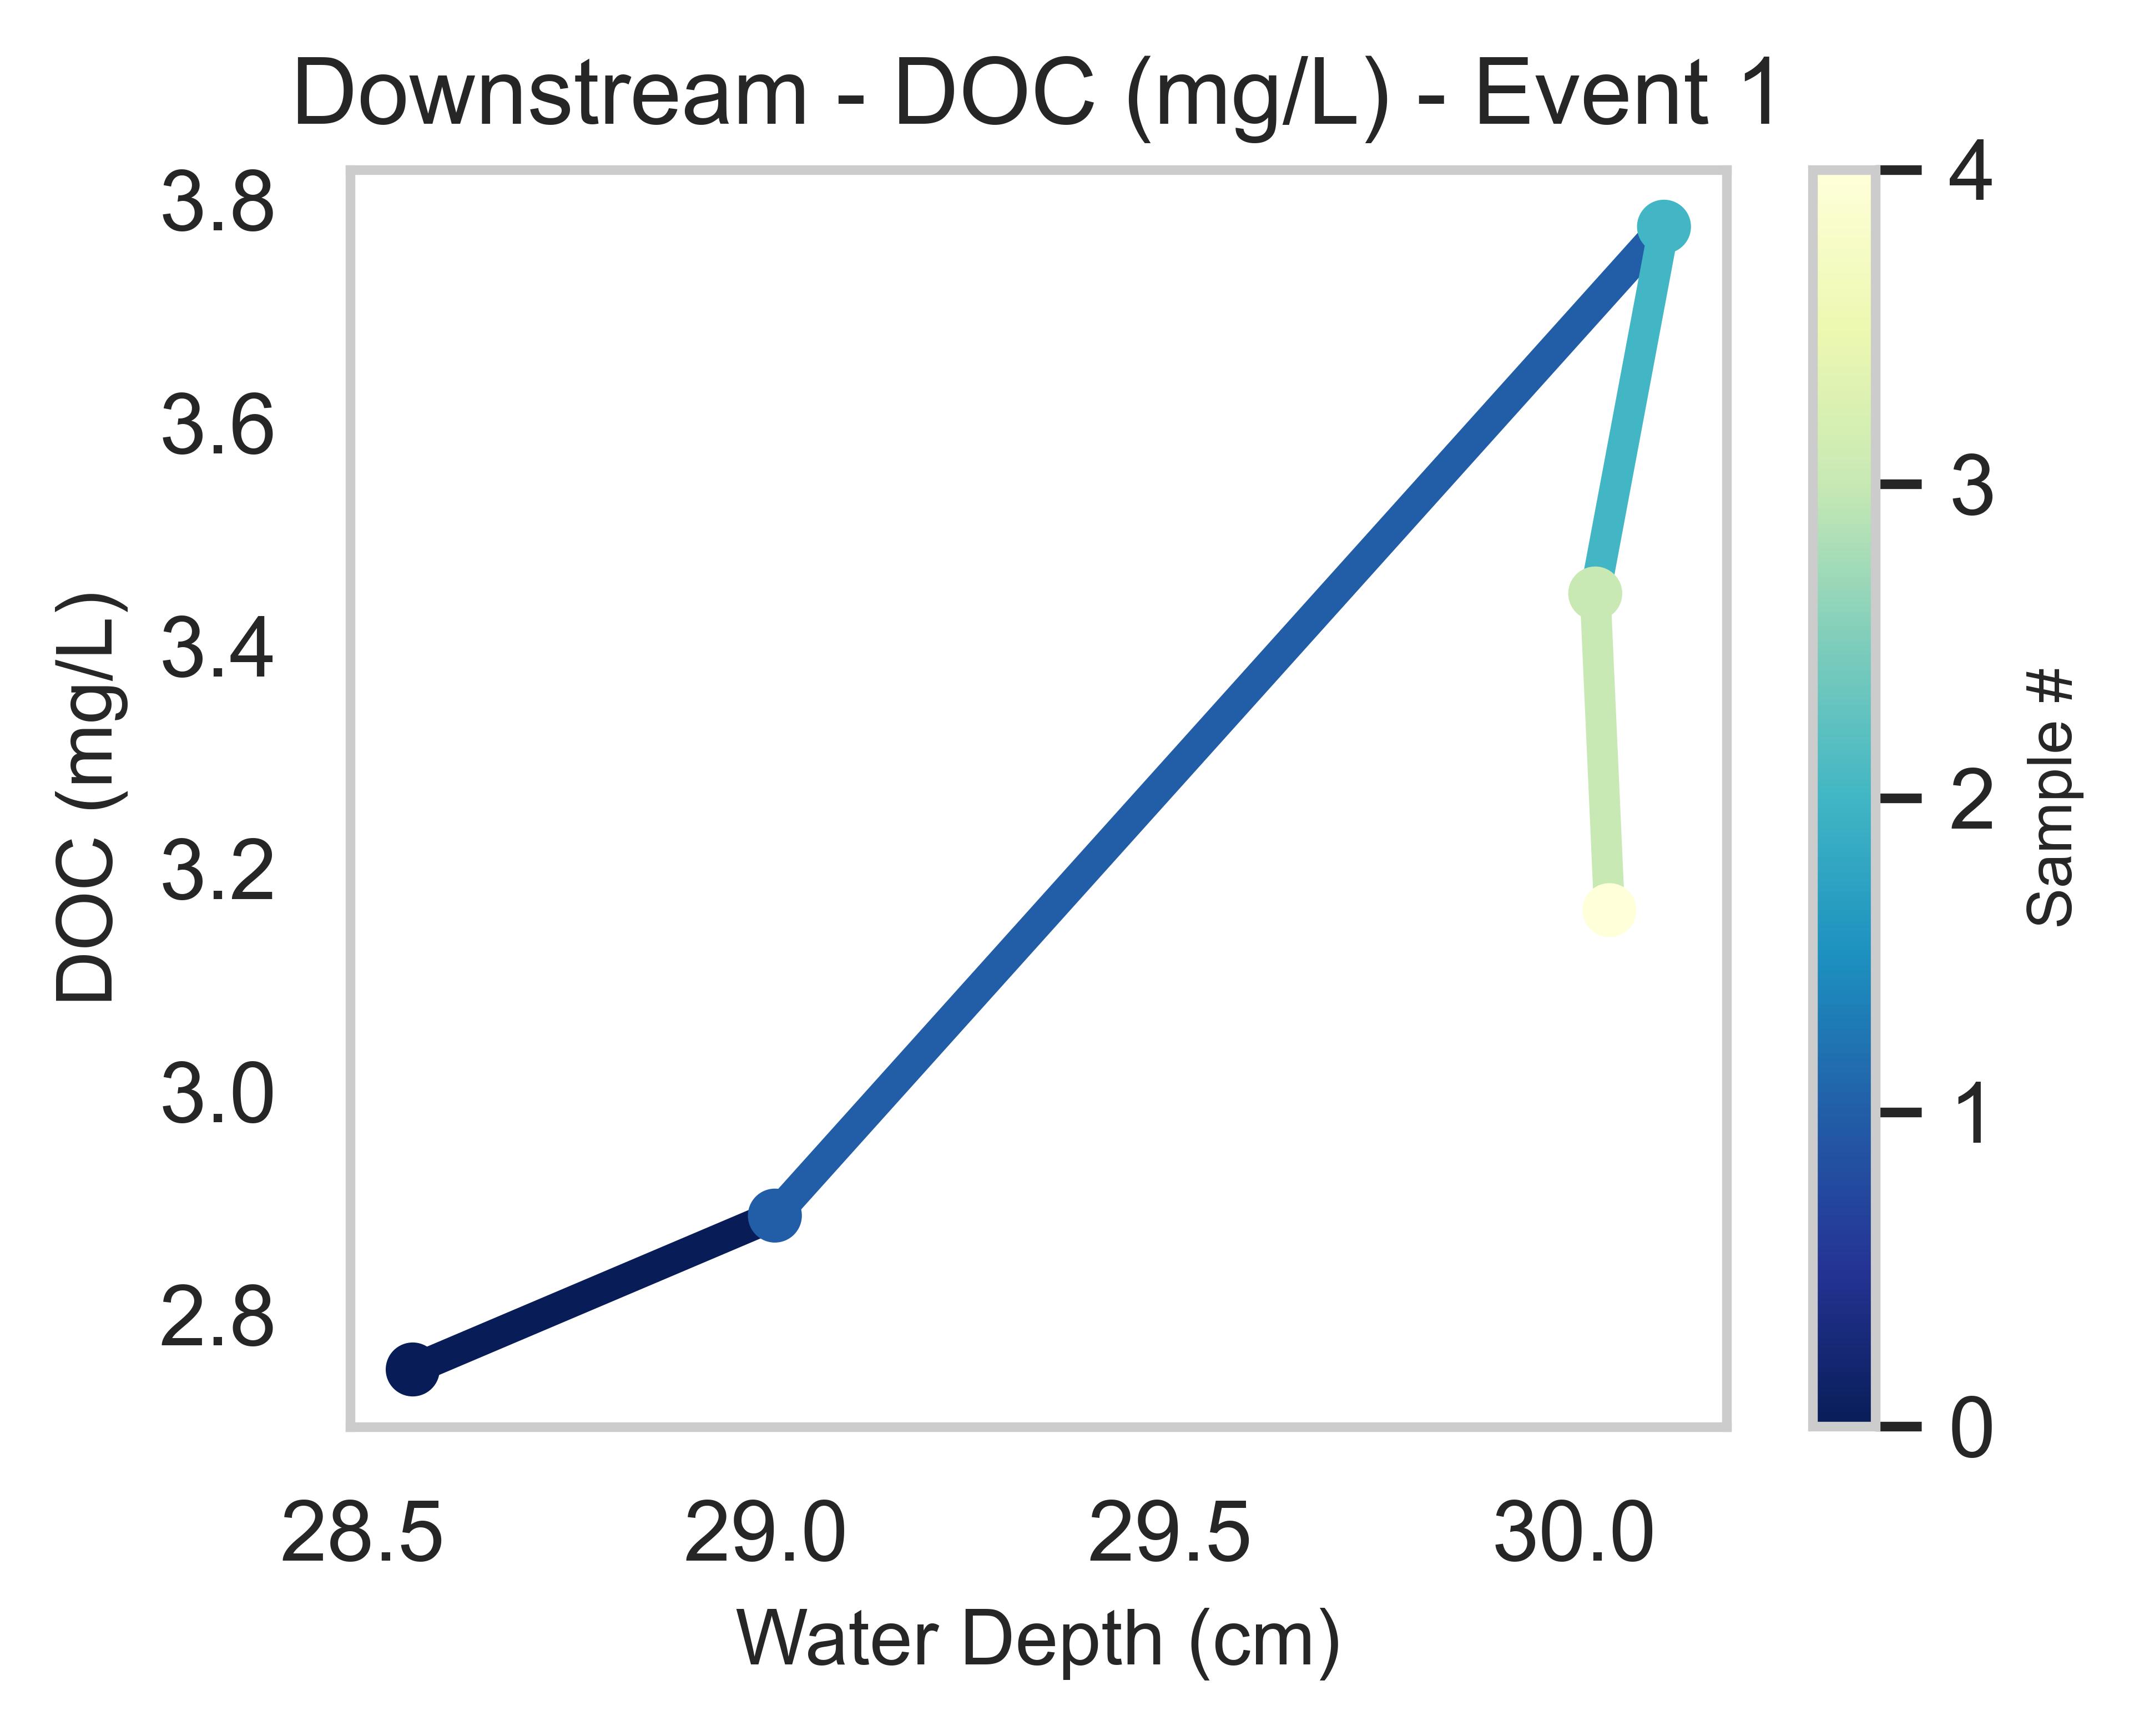 Downstream - DOC (mg/L) - Event 1
3.8
3.6
3.4
3.2
3.0
2.8
DOC (mg/L)
28.5 29.0 29.5 30.0
Water Depth (cm)
4
3
2
1
0
Sample #